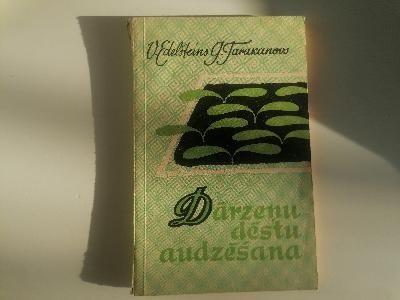 V. Edelšteins G. Tarakanovs
Dārzeņu
dēstu
audzēšana